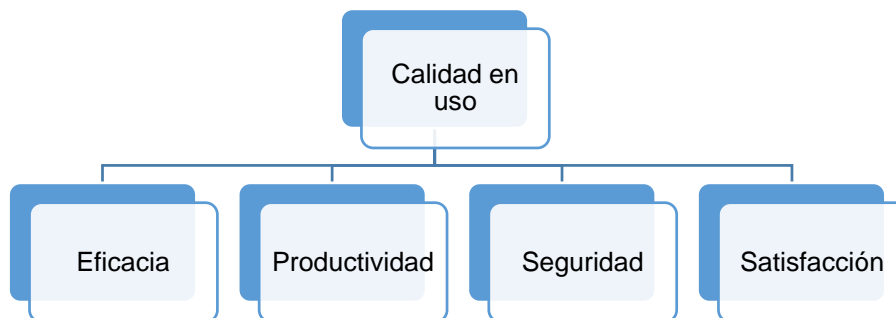 Calidad en
uso
Eficacia
Productividad
Seguridad
Satisfacción